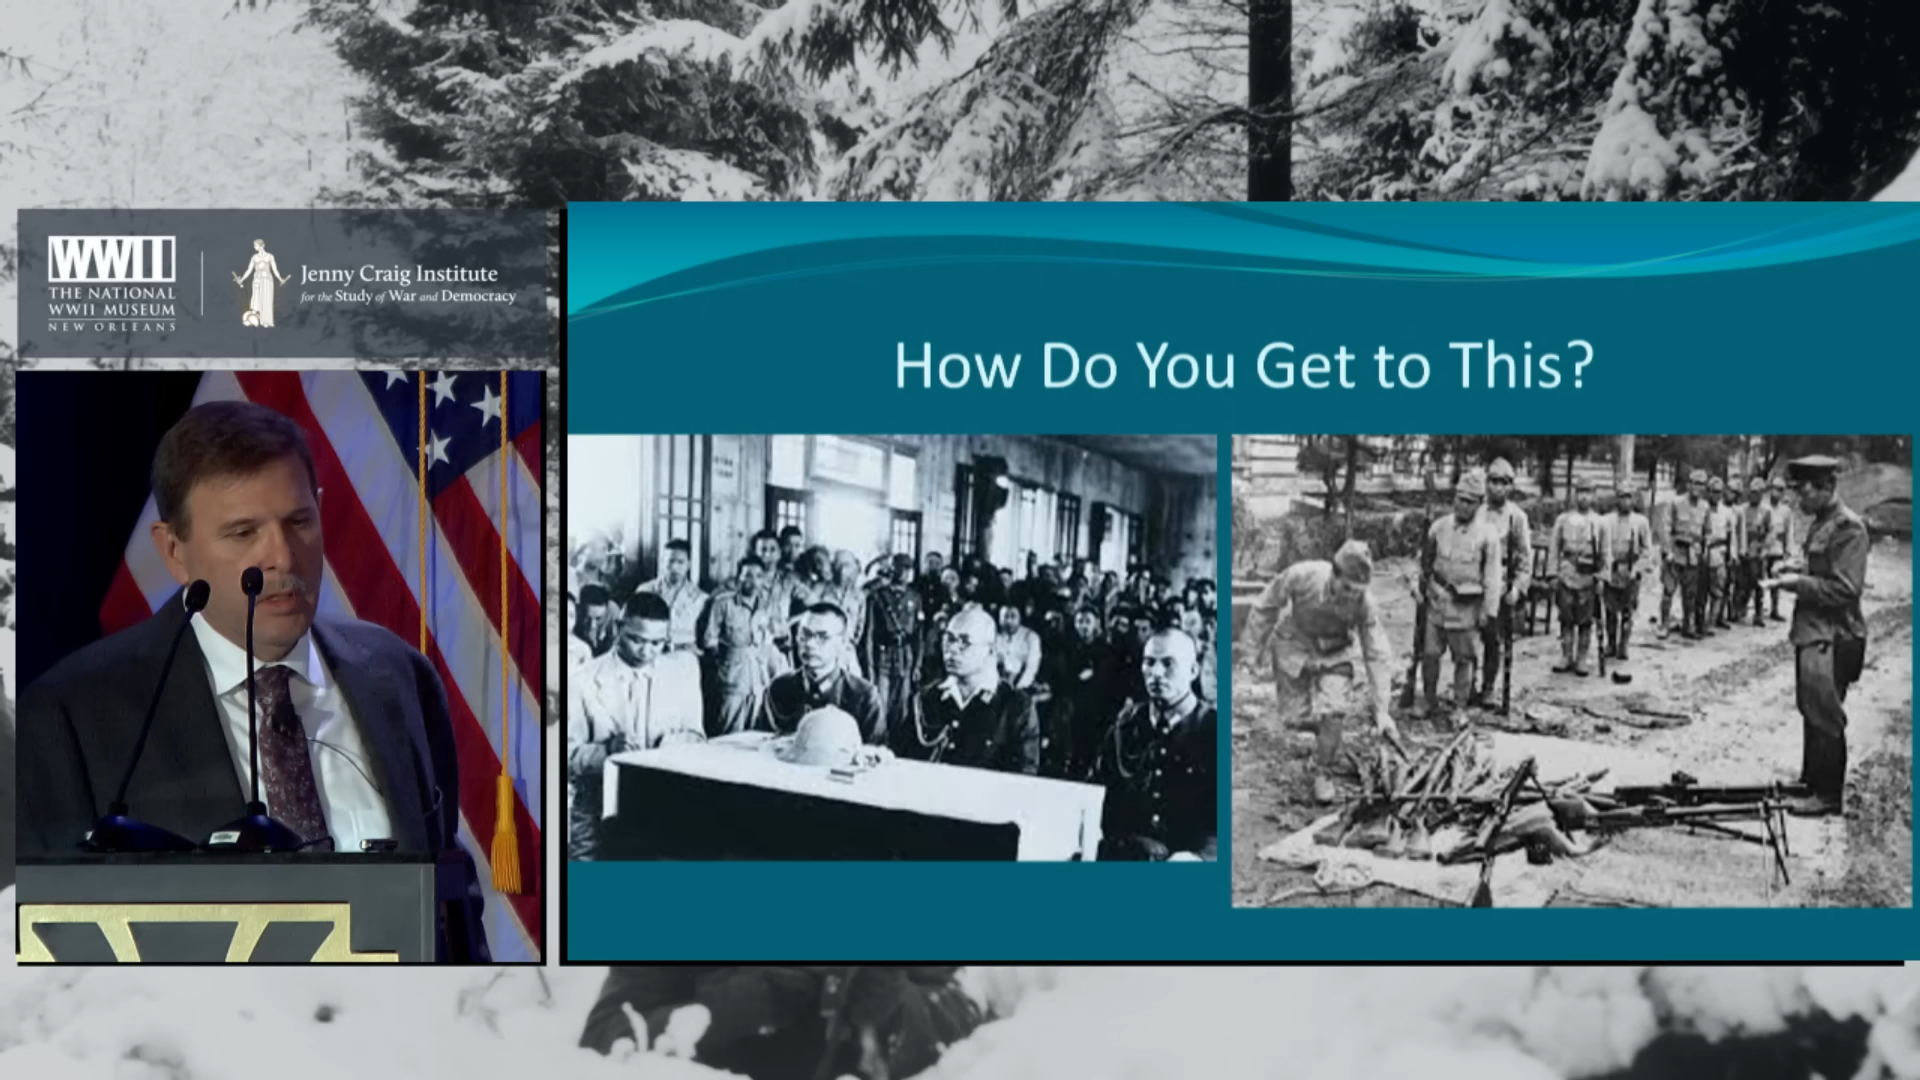 WWII
THE NATIONAL
WWII MUSEUM
NEW ORLEANS
Jenny Craig Institute
for the Study of War and Democracy
How Do You Get to This?